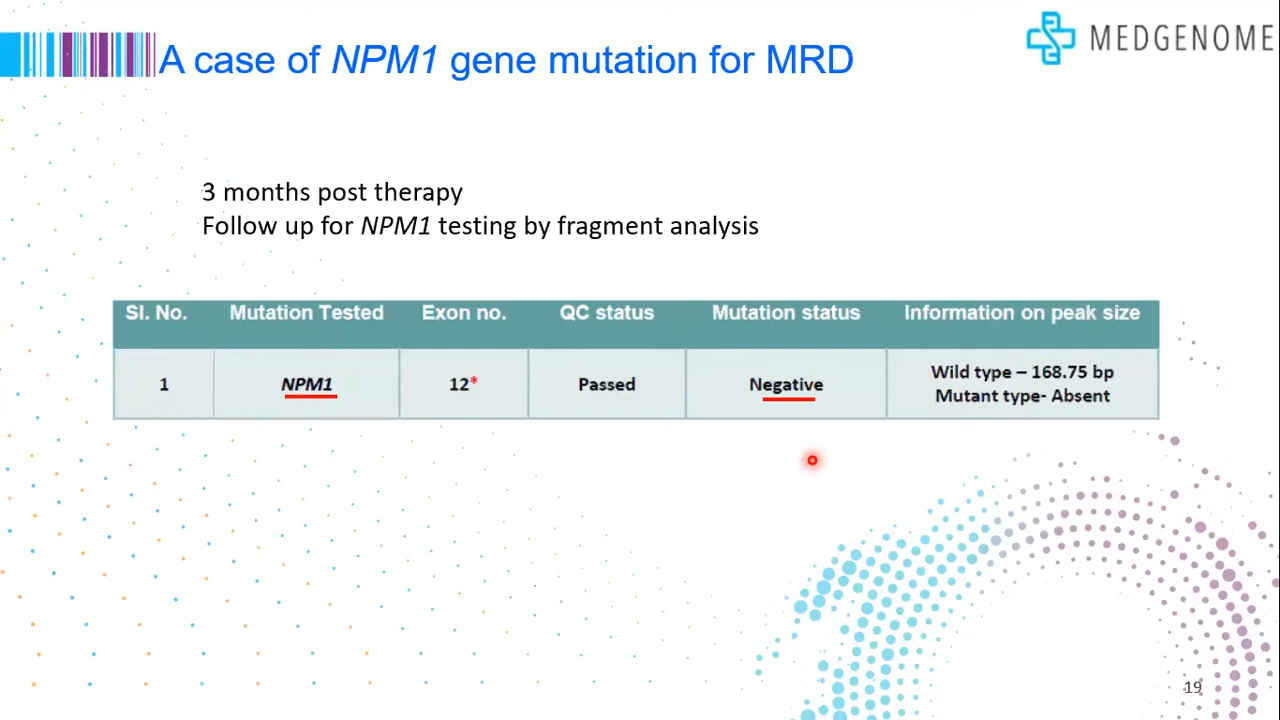 A case of NPM1 gene mutation for MRD
MEDGENOME
3 months post therapy
Follow up for NPM1 testing by fragment analysis
Sl. No. Mutation Tested Exon no. QC status Mutation status Information on peak size
1 NPM1 12* Passed Negative Wild type – 168.75 bp
Mutant type- Absent
19